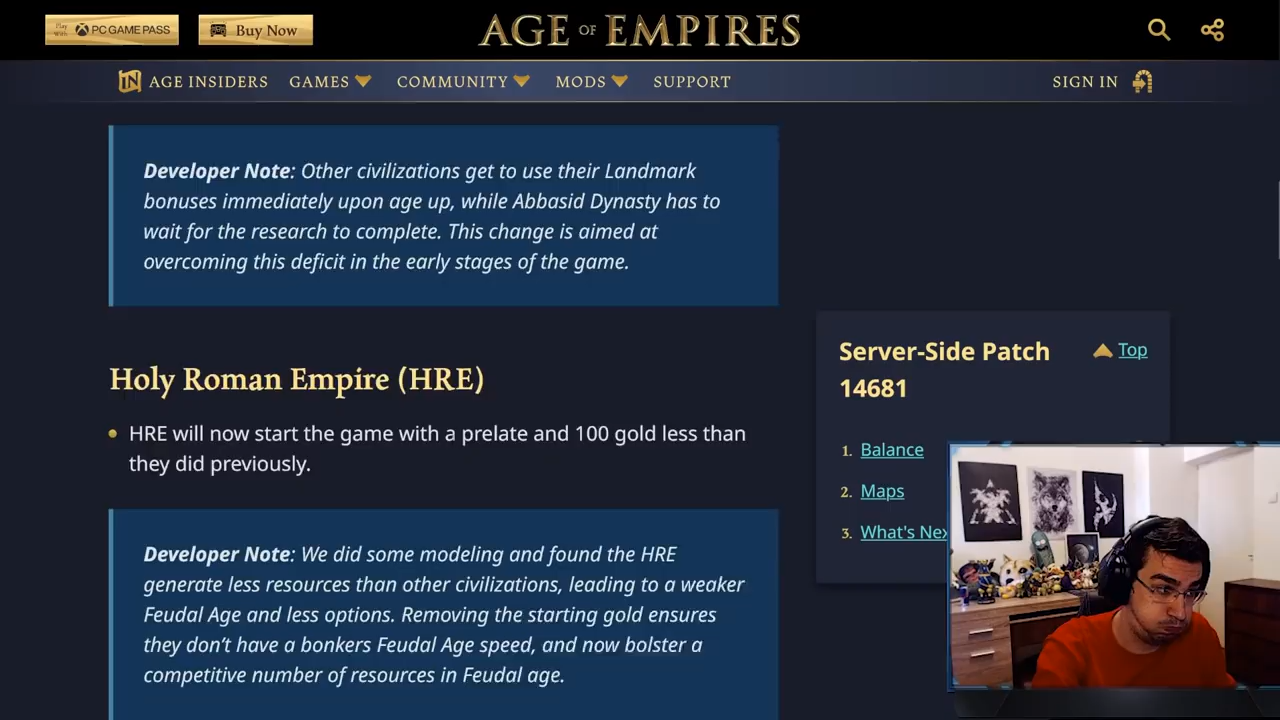 Play with PC GAME PASS
Buy Now
AGE OF EMPIRES
IN AGE INSIDERS
GAMES
COMMUNITY
MODS
SUPPORT
SIGN IN
Developer Note: Other civilizations get to use their Landmark
bonuses immediately upon age up, while Abbasid Dynasty has to
wait for the research to complete. This change is aimed at
overcoming this deficit in the early stages of the game.
Holy Roman Empire (HRE)
HRE will now start the game with a prelate and 100 gold less than
they did previously.
Developer Note: We did some modeling and found the HRE
generate less resources than other civilizations, leading to a weaker
Feudal Age and less options. Removing the starting gold ensures
they don't have a bonkers Feudal Age speed, and now bolster a
competitive number of resources in Feudal age.
Server-Side Patch
14681
Top
1. Balance
2. Maps
3. What's Nex